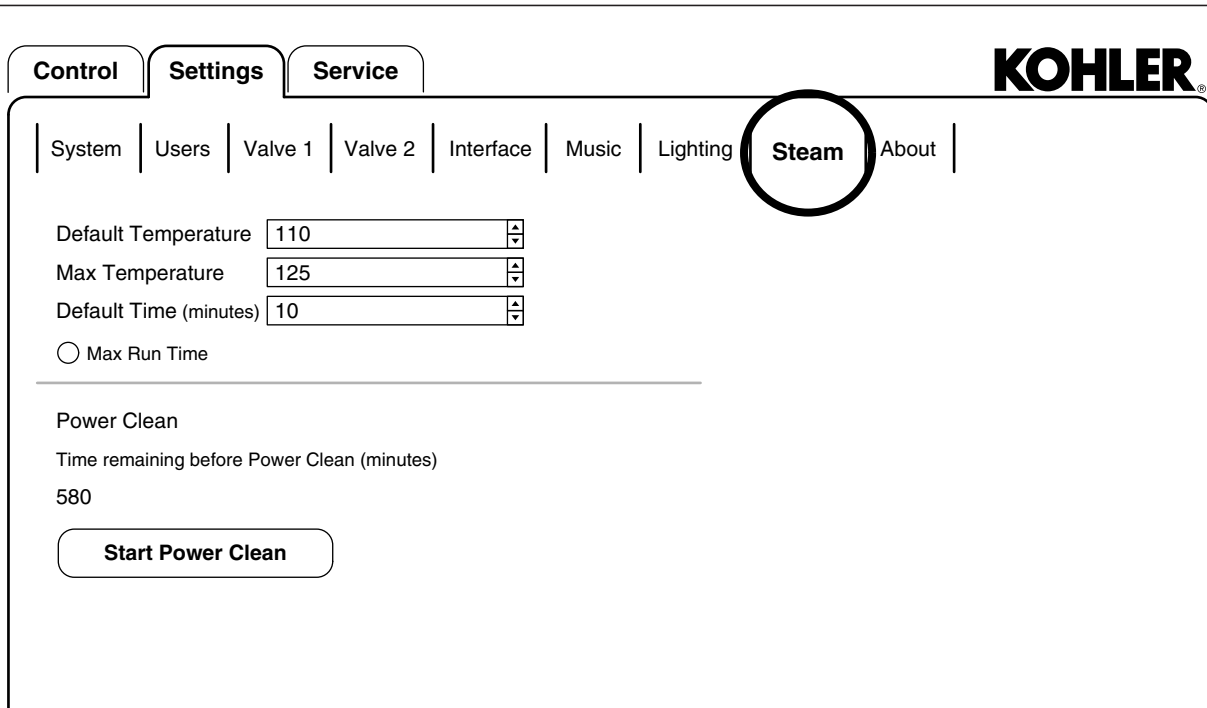 Control Settings Service KOHLER®
System Users Valve 1 Valve 2 Interface Music Lighting Steam About
Default Temperature 110
Max Temperature 125
Default Time (minutes) 10
Max Run Time
Power Clean
Time remaining before Power Clean (minutes)
580
Start Power Clean